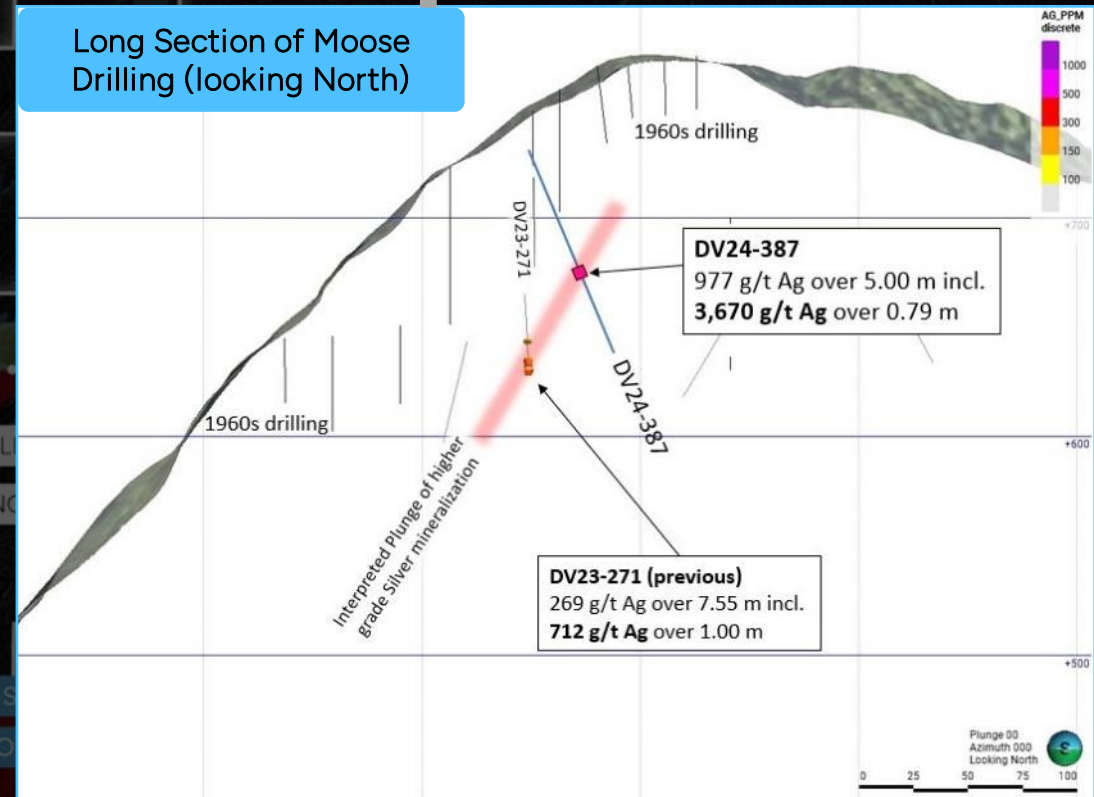 Long Section of Moose
Drilling (looking North)
AG_PPM
discrete
1000
500
300
150
100
1960s drilling
+700
DV23-271
DV24-387
977 g/t Ag over 5.00 m incl.
3,670 g/t Ag over 0.79 m
DV24-387
1960s drilling
+600
Interpreted Plunge of higher
grade Silver mineralization
DV23-271 (previous)
269 g/t Ag over 7.55 m incl.
712 g/t Ag over 1.00 m
+500
Plunge 00
Azimuth 000
Looking North
S
0 25 50 75 100